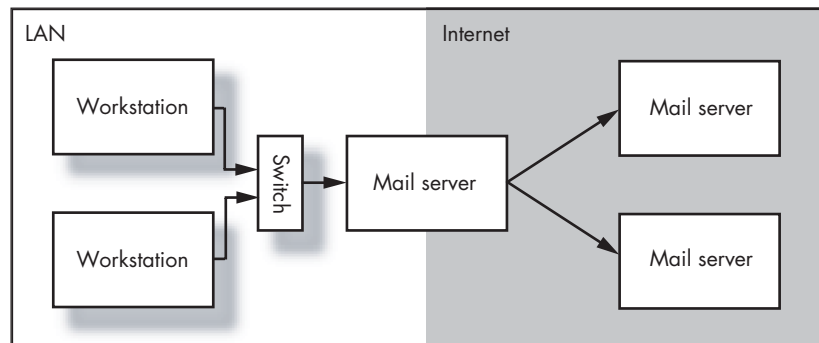 LAN
Internet
Workstation
Mail server
Switch
Mail server
Workstation
Mail server